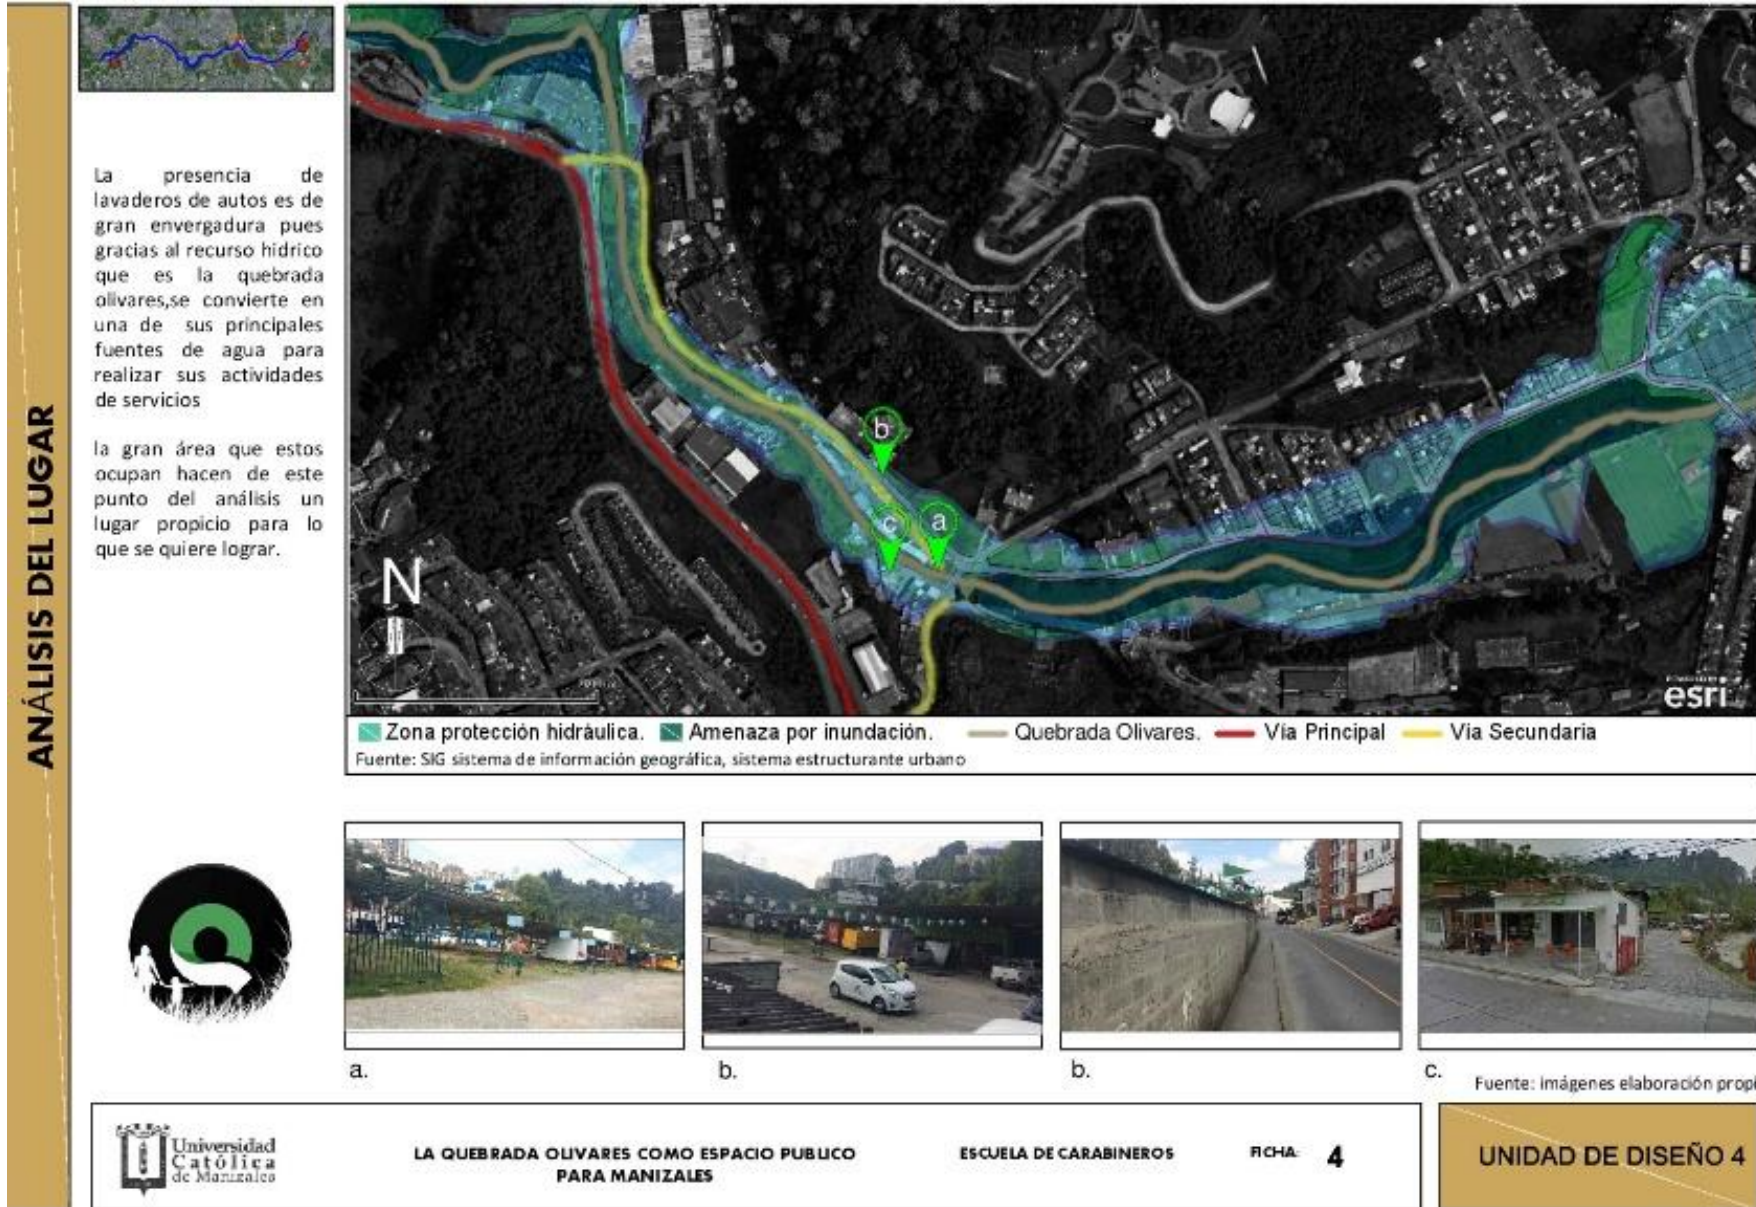 ANÁLISIS DEL LUGAR
La presencia de
lavaderos de autos es de
gran envergadura pues
gracias al recurso hídrico
que es la quebrada
olivares,se convierte en
una de sus principales
fuentes de agua para
realizar sus actividades
de servicios
la gran área que estos
ocupan hacen de este
punto del análisis un
lugar propicio para lo
que se quiere lograr.
b
c
a
N
esri
Zona protección hidráulica.
Amenaza por inundación.
Quebrada Olivares.
Vía Principal
Vía Secundaria
Fuente: SIG sistema de información geográfica, sistema estructurante urbano
a.
b.
b.
c.
Fuente: imágenes elaboración propi
Universidad
Católica
de Manizales
LA QUEBRADA OLIVARES COMO ESPACIO PUBLICO
PARA MANIZALES
ESCUELA DE CARABINEROS
FICHA: 4
UNIDAD DE DISEÑO 4